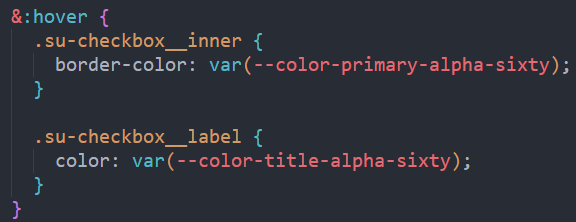 &:hover {
.su-checkbox__inner {
border-color: var(--color-primary-alpha-sixty);
}
.su-checkbox__label {
color: var(--color-title-alpha-sixty);
}
}